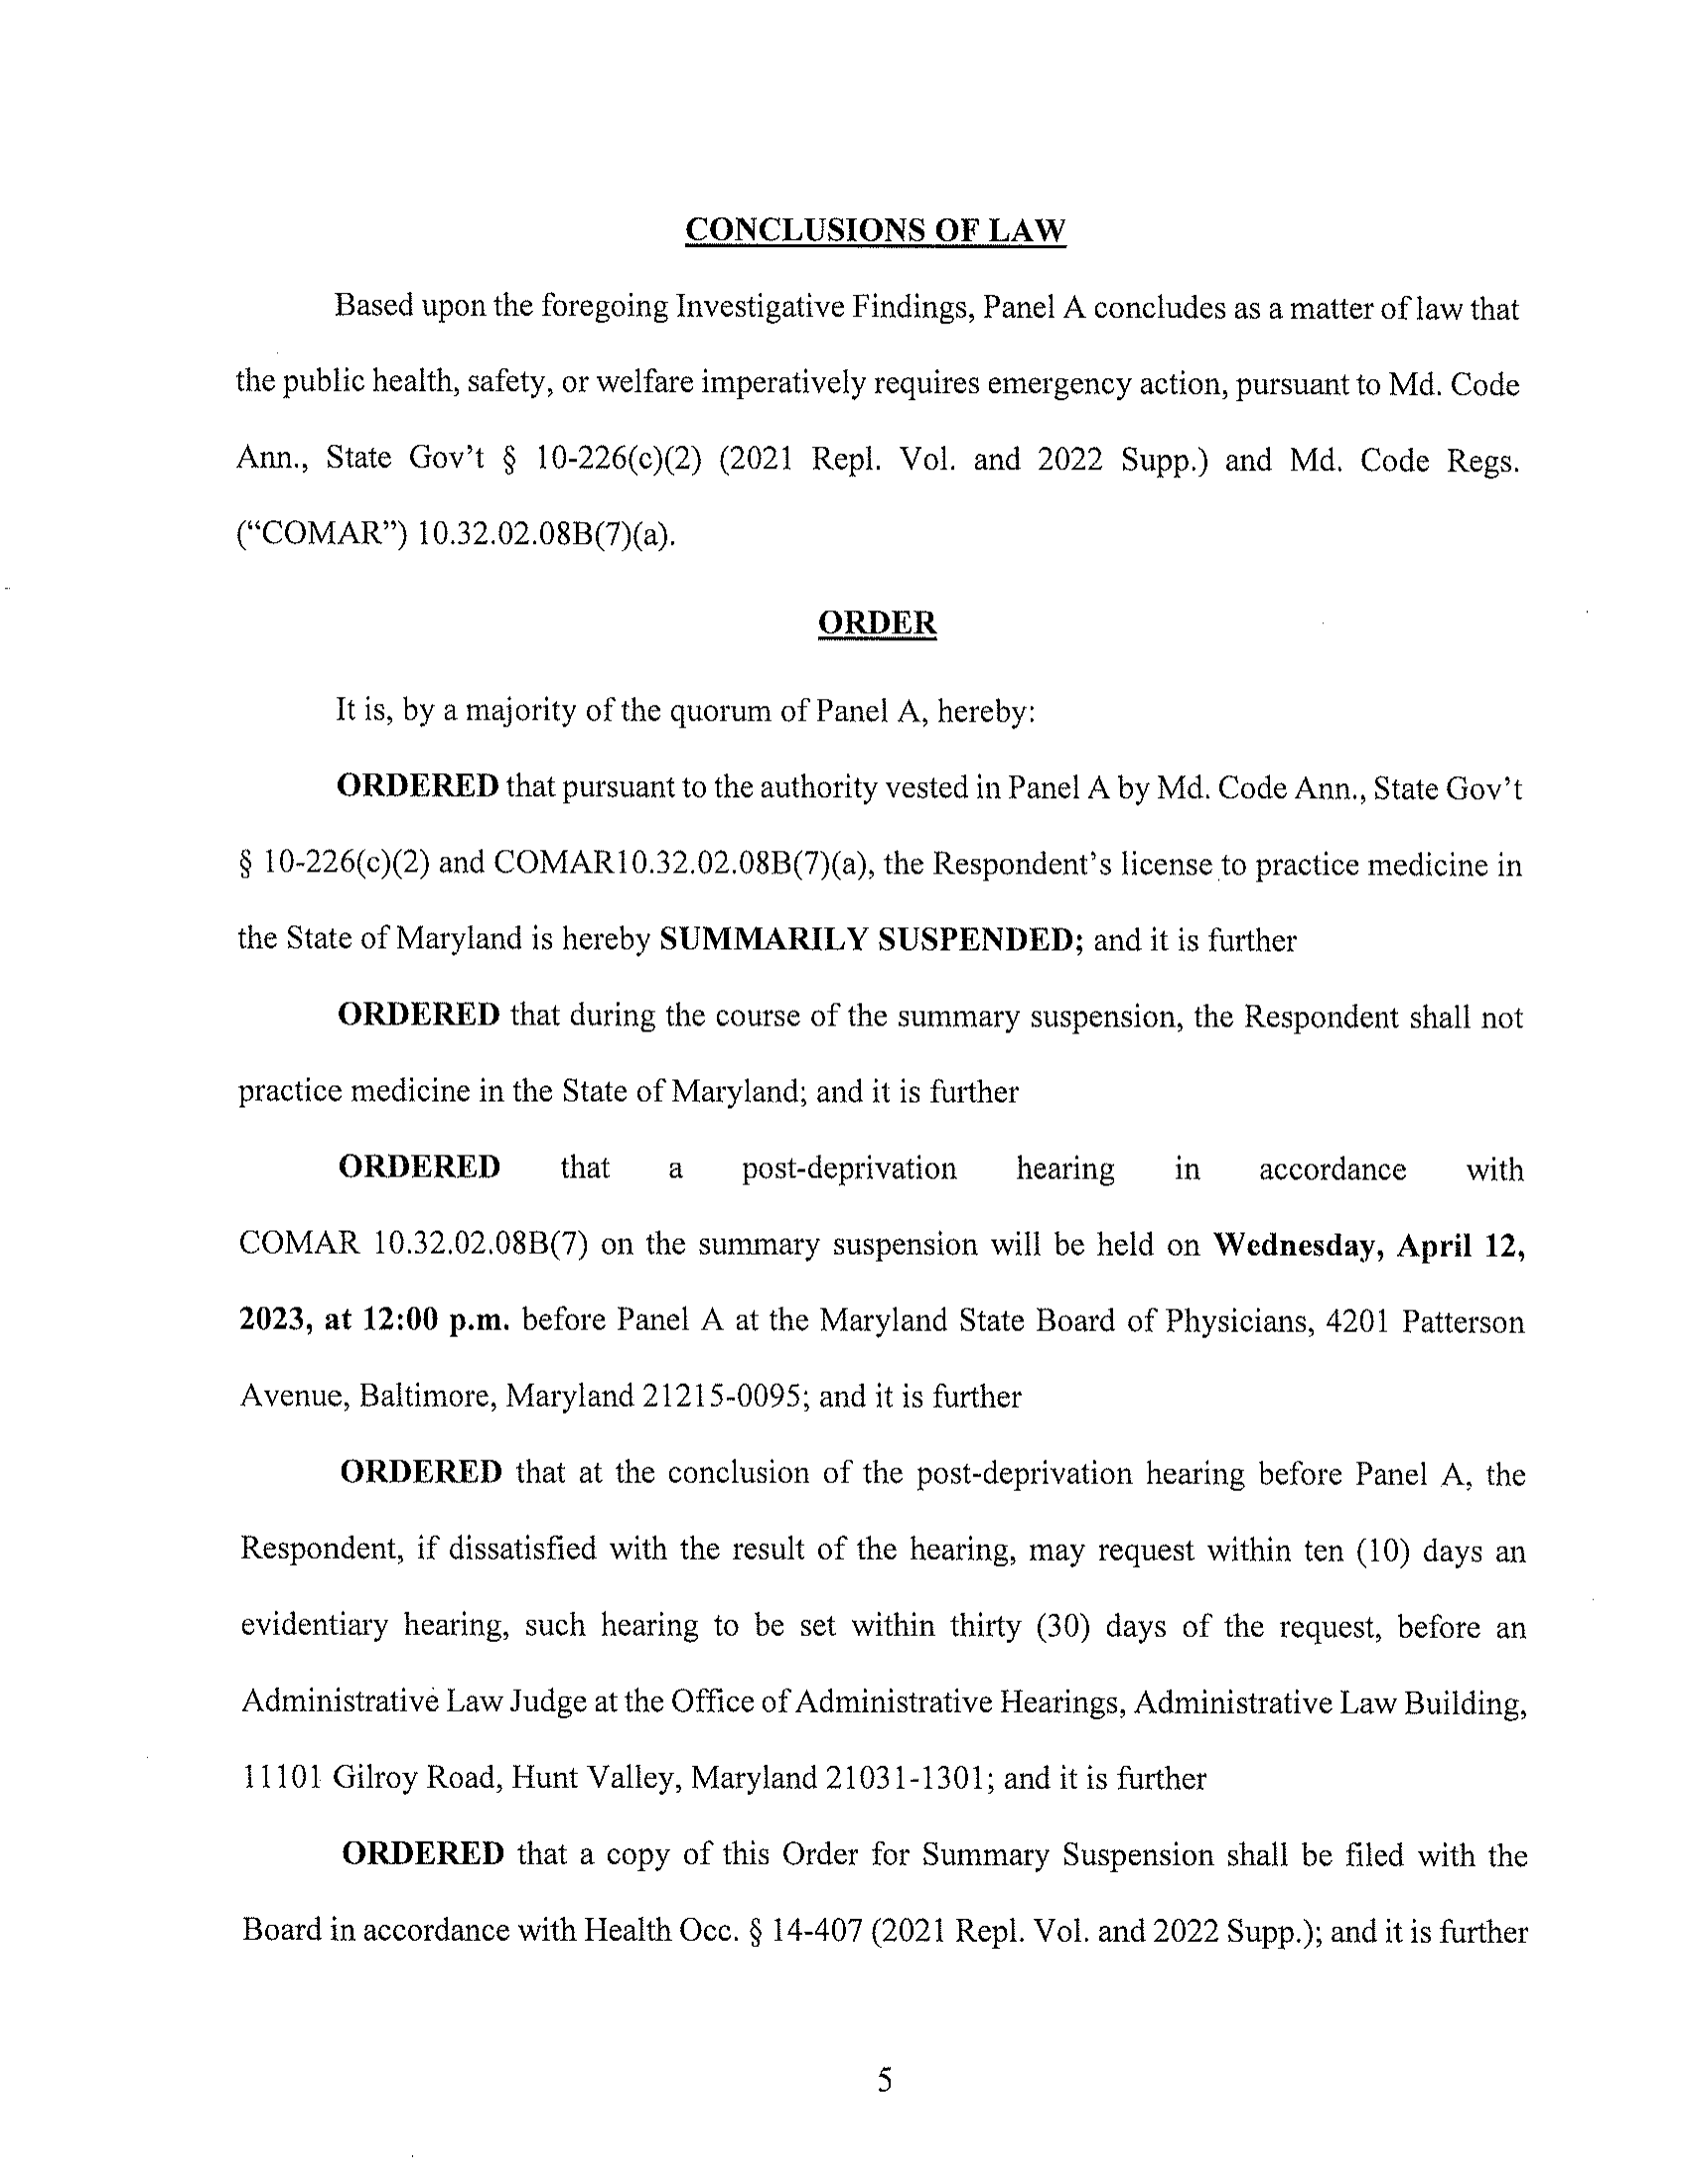 CONCLUSIONS OF LAW
Based upon the foregoing Investigative Findings, Panel A concludes as a matter of law that
the public health, safety, or welfare imperatively requires emergency action, pursuant to Md. Code
Ann., State Gov’t § 10-226(c)(2) (2021 Repl. Vol. and 2022 Supp.) and Md. Code Regs.
(“COMAR”) 10.32.02.08B(7)(a).
ORDER
It is, by a majority of the quorum of Panel A, hereby:
ORDERED that pursuant to the authority vested in Panel A by Md. Code Ann., State Gov’t
§ 10-226(c)(2) and COMAR10.32.02.08B(7)(a), the Respondent’s license to practice medicine in
the State of Maryland is hereby SUMMARILY SUSPENDED; and it is further
ORDERED that during the course of the summary suspension, the Respondent shall not
practice medicine in the State of Maryland; and it is further
ORDERED that a post-deprivation hearing in accordance with
COMAR 10.32.02.08B(7) on the summary suspension will be held on Wednesday, April 12,
2023, at 12:00 p.m. before Panel A at the Maryland State Board of Physicians, 4201 Patterson
Avenue, Baltimore, Maryland 21215-0095; and it is further
ORDERED that at the conclusion of the post-deprivation hearing before Panel A, the
Respondent, if dissatisfied with the result of the hearing, may request within ten (10) days an
evidentiary hearing, such hearing to be set within thirty (30) days of the request, before an
Administrative Law Judge at the Office of Administrative Hearings, Administrative Law Building,
11101 Gilroy Road, Hunt Valley, Maryland 21031-1301; and it is further
ORDERED that a copy of this Order for Summary Suspension shall be filed with the
Board in accordance with Health Occ. § 14-407 (2021 Repl. Vol. and 2022 Supp.); and it is further
5